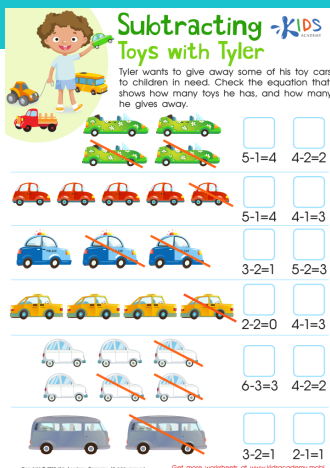 Subtracting
KIDS
ACADEMY
Toys with Tyler
Tyler wants to give away some of his toy cars
to children in need. Check the equation that
shows how many toys he has, and how many
he gives away.
5-1=4 4-2=2
5-1=4 4-1=3
3-2=1 5-2=3
2-2=0 4-1=3
6-3=3 4-2=2
3-2=1 2-1=1
Get more worksheets at www.kidsacademy.mobi